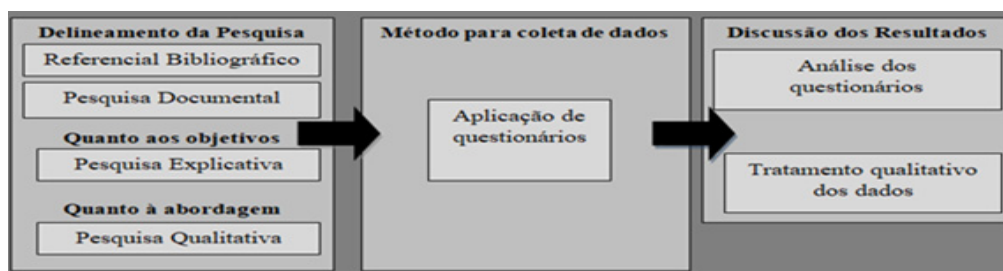 Delineamento da Pesquisa
Referencial Bibliográfico
Pesquisa Documental
Quanto aos objetivos
Pesquisa Explicativa
Quanto à abordagem
Pesquisa Qualitativa
Método para coleta de dados
Aplicação de
questionários
Discussão dos Resultados
Análise dos
questionários
Tratamento qualitativo
dos dados